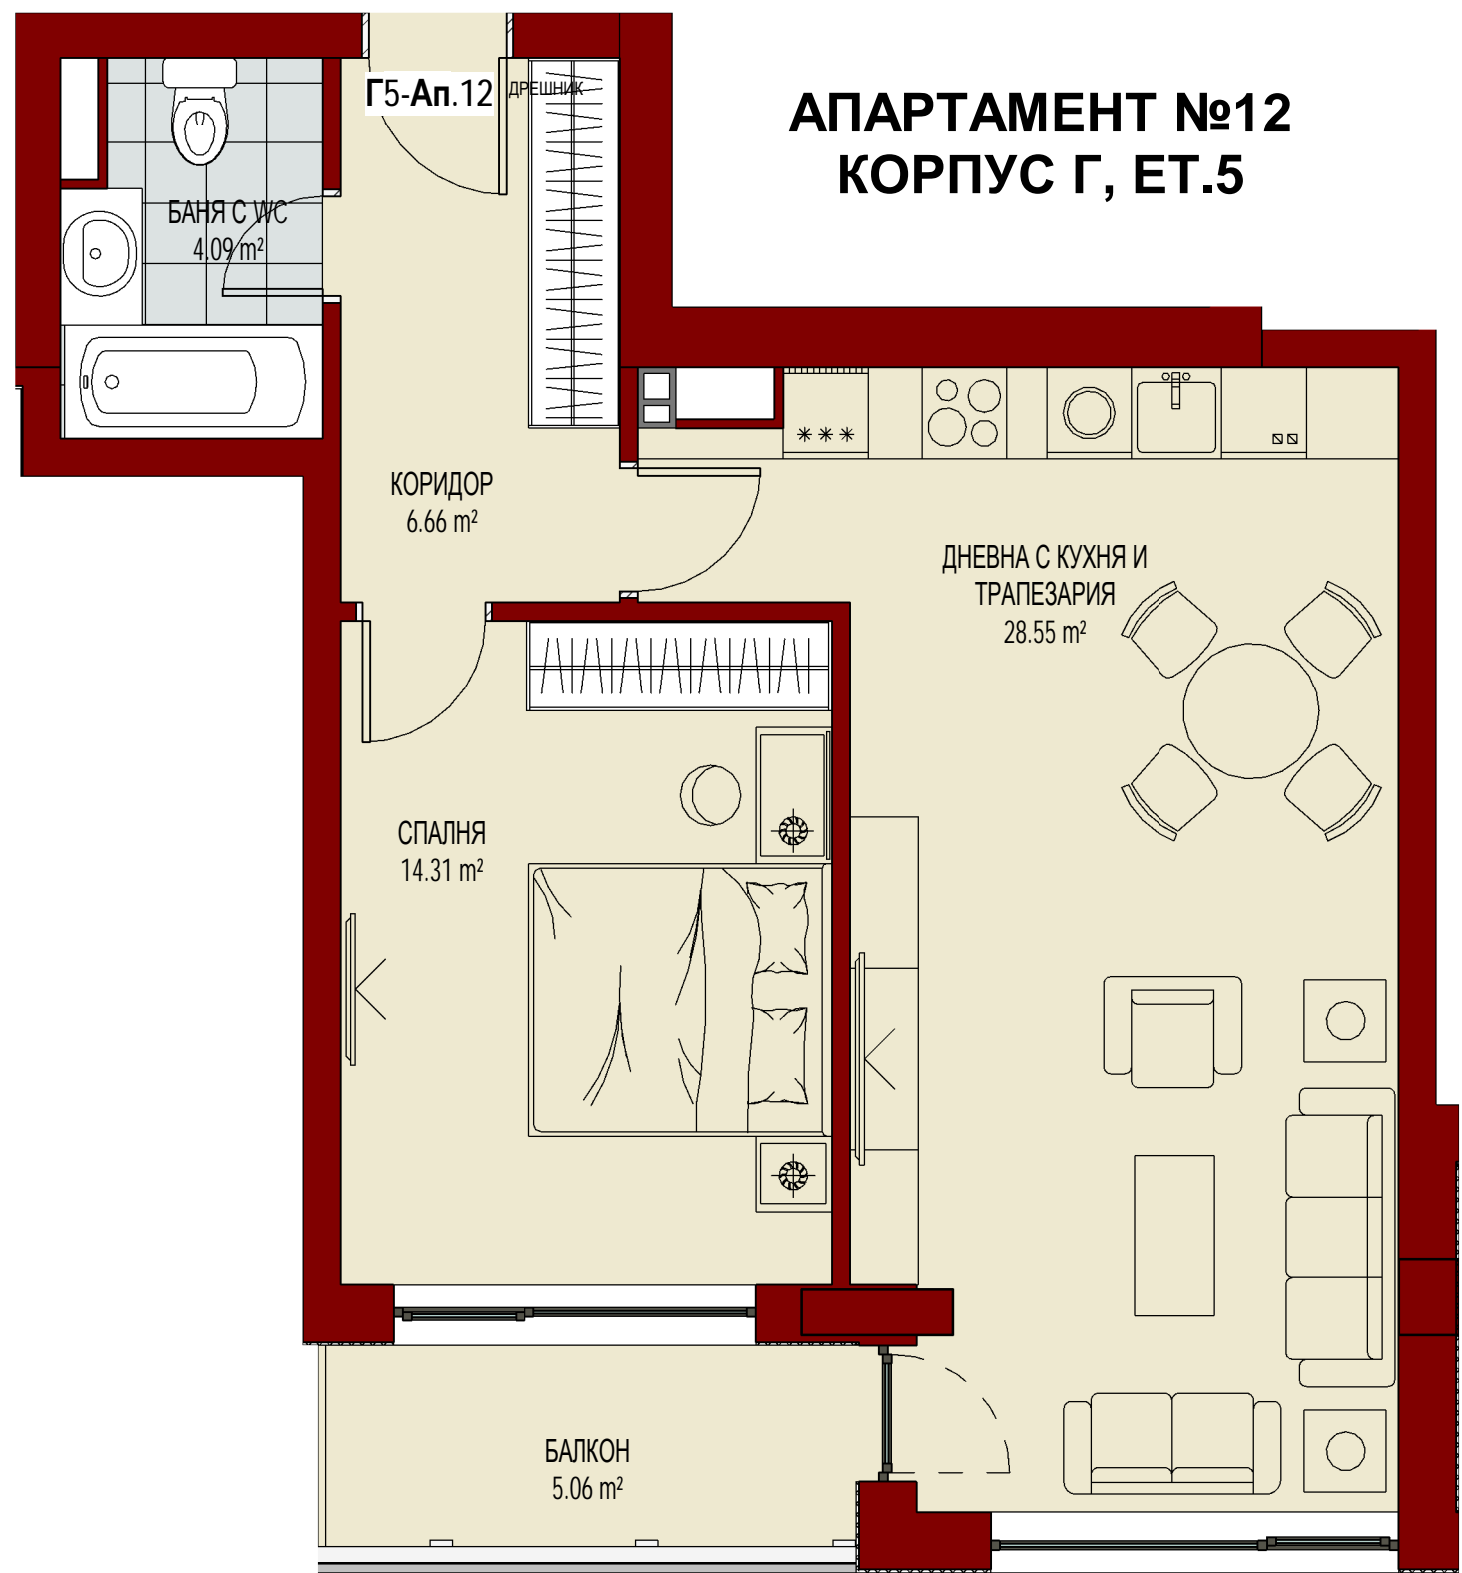 АПАРТАМЕНТ №12
КОРПУС Г, ЕТ.5
Г5-Ап.12
ДРЕШНИК
БАНЯ С WC
4.09 m²
КОРИДОР
6.66 m²
ДНЕВНА С КУХНЯ И
ТРАПЕЗАРИЯ
28.55 m²
СПАЛНЯ
14.31 m²
БАЛКОН
5.06 m²